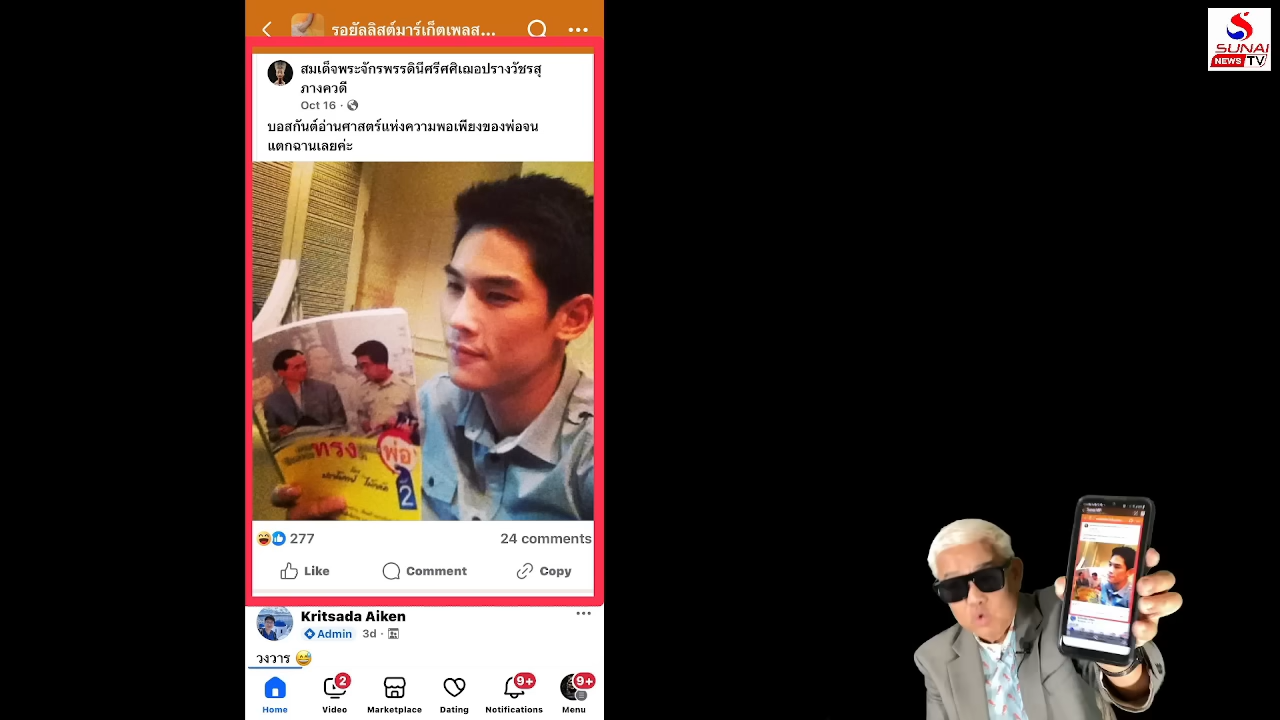 รอยัลลิสต์มาร์เก็ตเพลส...
SUNAI
NEWS TV
สมเด็จพระจักรพรรดินีศรีศศิเฌอปรางวัชรสุ
ภางควดี
Oct 16
บอสกันต์อ่านศาสตร์แห่งความพอเพียงของพ่อจน
แตกฉานเลยค่ะ
ทรง
พ่อ
2
277
24 comments
Like
Comment
Copy
Kritsada Aiken
Admin
3d
วงวาร
2
9+
9+
Home
Video
Marketplace
Dating
Notifications
Menu